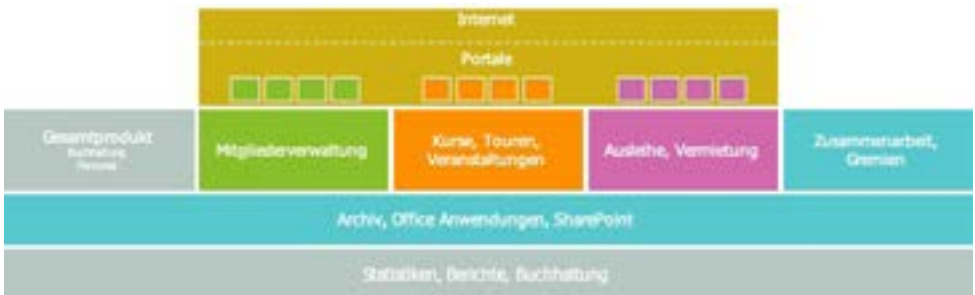 Internet
Portale
Gesamtprodukt
Buchhaltung
Personal
Mitgliederverwaltung
Kurse, Touren,
Veranstaltungen
Ausleihe, Vermietung
Zusammenarbeit,
Gremien
Archiv, Office Anwendungen, SharePoint
Statistiken, Berichte, Buchhaltung